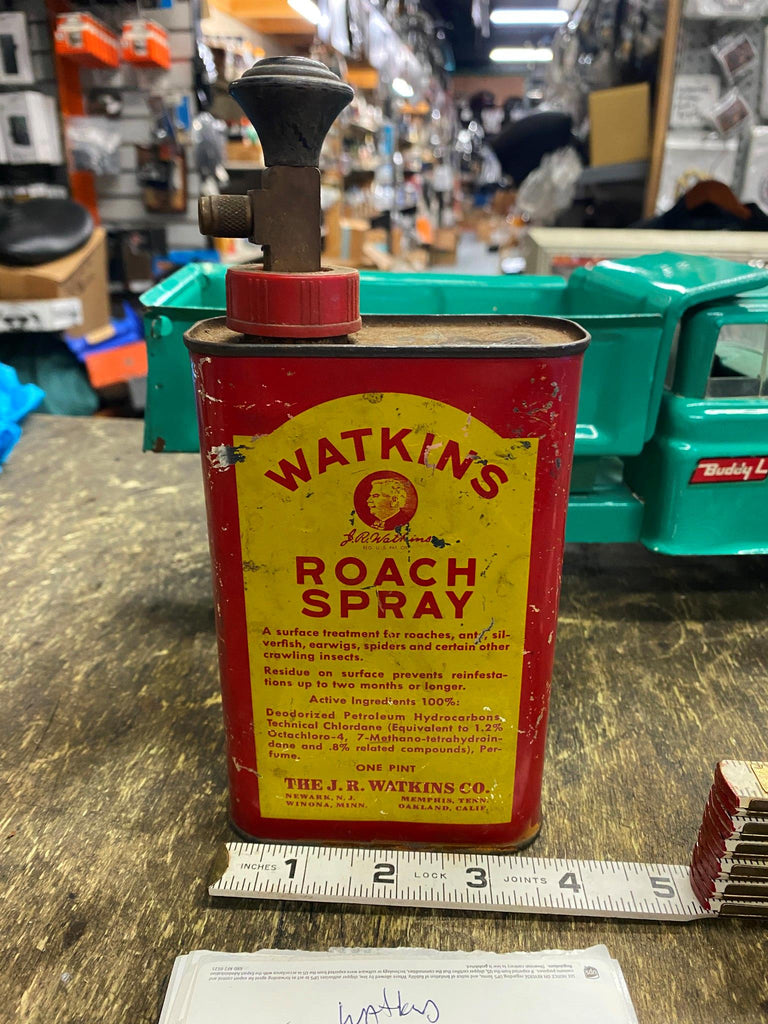 WATKINS
J.R. Watkins
REG. U.S. PAT. OFF.
ROACH
SPRAY
A surface treatment for roaches, ants, sil-
verfish, earwigs, spiders and certain other
crawling insects.
Residue on surface prevents reinfesta-
tions up to two months or longer.
Active Ingredients 100%:
Deodorized Petroleum Hydrocarbons,
Technical Chlordane (Equivalent to 1.2%
Octachloro-4, 7-Methano-tetrahydroin-
dane and .8% related compounds), Per-
fume.
ONE PINT
THE J. R. WATKINS CO.
NEWARK, N. J. MEMPHIS, TENN.
WINONA, MINN. OAKLAND, CALIF.
Buddy L
INCHES 1 2 LOCK 3 JOINTS 4 5
ups
Watkins